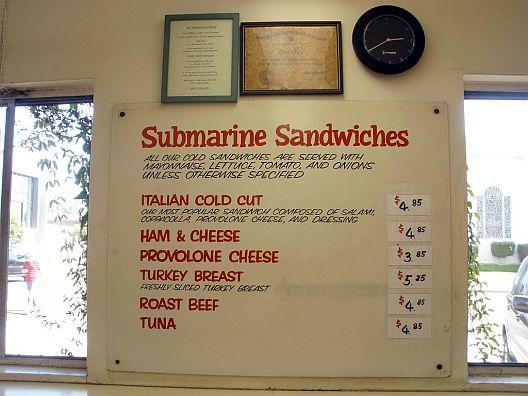 Submarine Sandwiches
ALL OUR COLD SANDWICHES ARE SERVED WITH
MAYONNAISE, LETTUCE, TOMATO, AND ONIONS
UNLESS OTHERWISE SPECIFIED
ITALIAN COLD CUT $4.85
OUR MOST POPULAR SANDWICH COMPOSED OF SALAMI,
COPPACOLLA, PROVOLONE CHEESE, AND DRESSING
HAM & CHEESE $4.85
PROVOLONE CHEESE $3.85
TURKEY BREAST $5.25
FRESHLY SLICED TURKEY BREAST
ROAST BEEF $4.85
TUNA $4.85